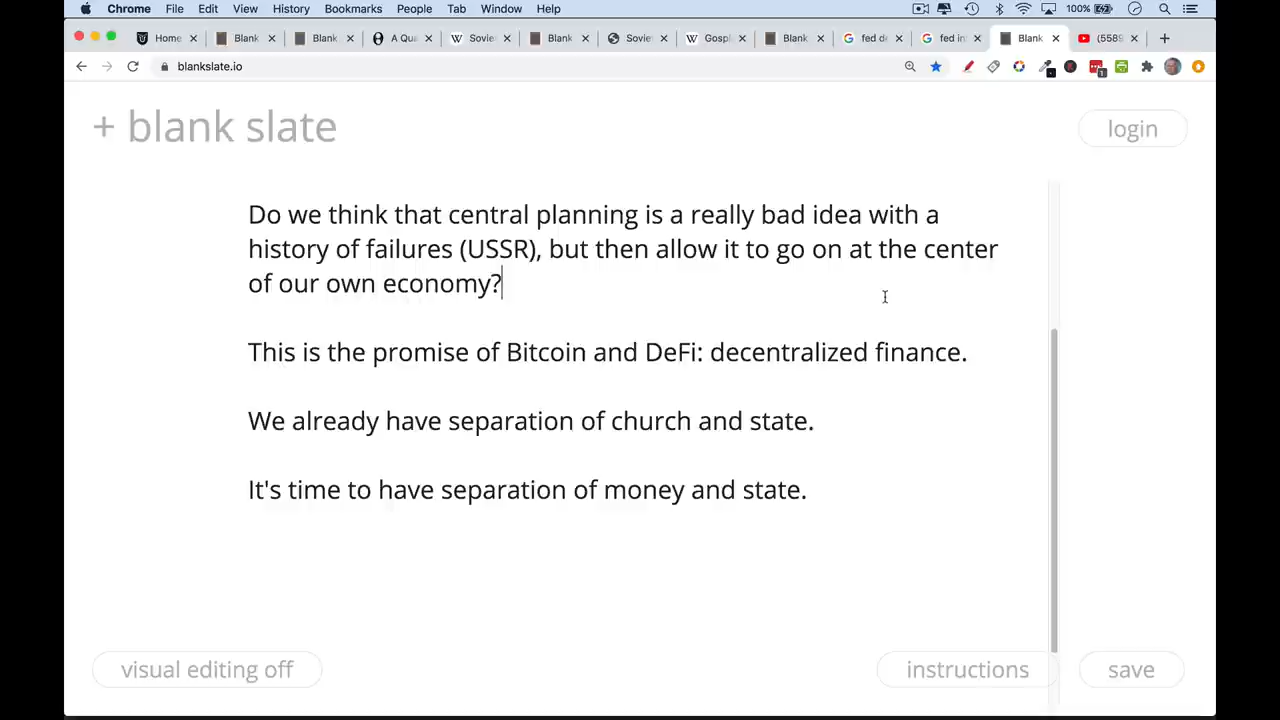 Chrome File Edit View History Bookmarks People Tab Window Help 100%
Home Blank Blank A Qua Sovie Blank Sovie Gospl Blank fed de fed in Blank (5589
blankslate.io
+ blank slate
login
Do we think that central planning is a really bad idea with a
history of failures (USSR), but then allow it to go on at the center
of our own economy?
This is the promise of Bitcoin and DeFi: decentralized finance.
We already have separation of church and state.
It's time to have separation of money and state.
visual editing off instructions save